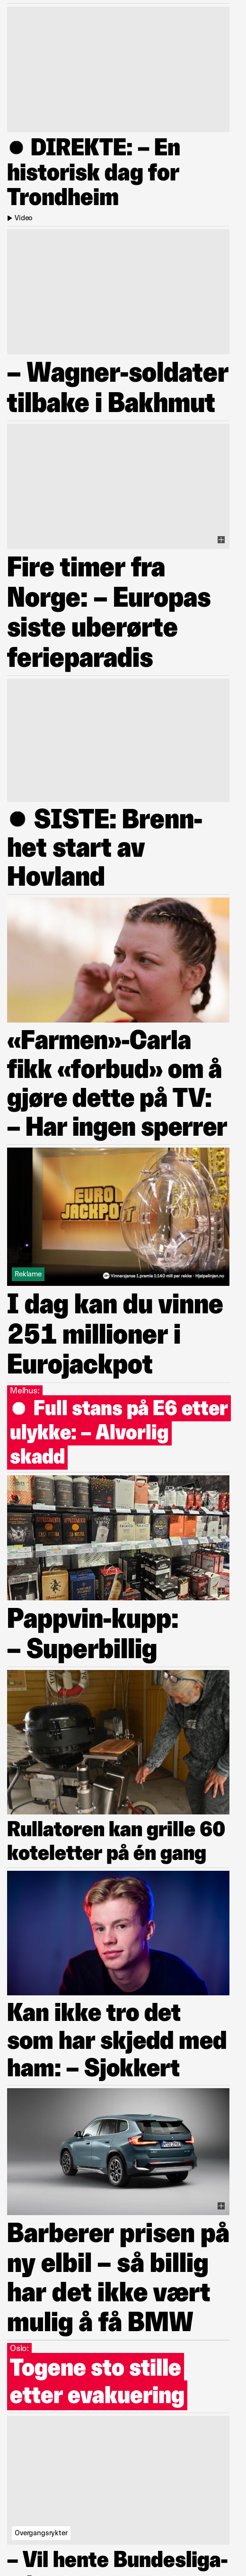 ● DIREKTE: – En
historisk dag for
Trondheim
Video
– Wagner-soldater
tilbake i Bakhmut
Fire timer fra
Norge: – Europas
siste uberørte
ferieparadis
● SISTE: Brenn-
het start av
Hovland
«Farmen»-Carla
fikk «forbud» om å
gjøre dette på TV:
– Har ingen sperrer
EURO
JACKPOT
Reklame
Vinnersjanse 1.premie 1:140 mill per rekke - Hjelpelinjen.no
I dag kan du vinne
251 millioner i
Eurojackpot
Melhus:
● Full stans på E6 etter
ulykke: – Alvorlig
skadd
Pappvin-kupp:
– Superbillig
Rullatoren kan grille 60
koteletter på én gang
Kan ikke tro det
som har skjedd med
ham: – Sjokkert
Barberer prisen på
ny elbil – så billig
har det ikke vært
mulig å få BMW
Oslo:
Togene sto stille
etter evakuering
Overgangsrykter
– Vil hente Bundesliga-